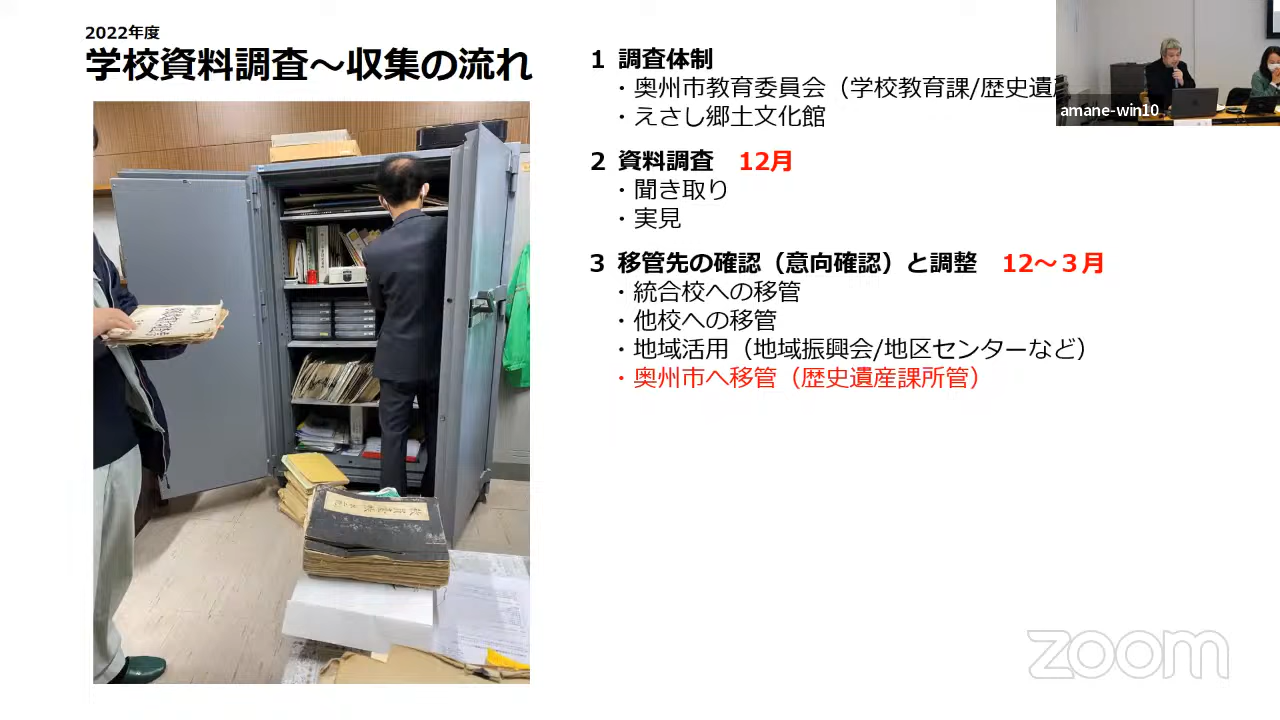 2022年度
学校資料調査～収集の流れ
1 調査体制
・奥州市教育委員会（学校教育課/歴史遺
・えさし郷土文化館
2 資料調査 12月
・聞き取り
・実見
3 移管先の確認（意向確認）と調整 12～３月
・統合校への移管
・他校への移管
・地域活用（地域振興会/地区センターなど）
・奥州市へ移管（歴史遺産課所管）
amane-win10
zoom